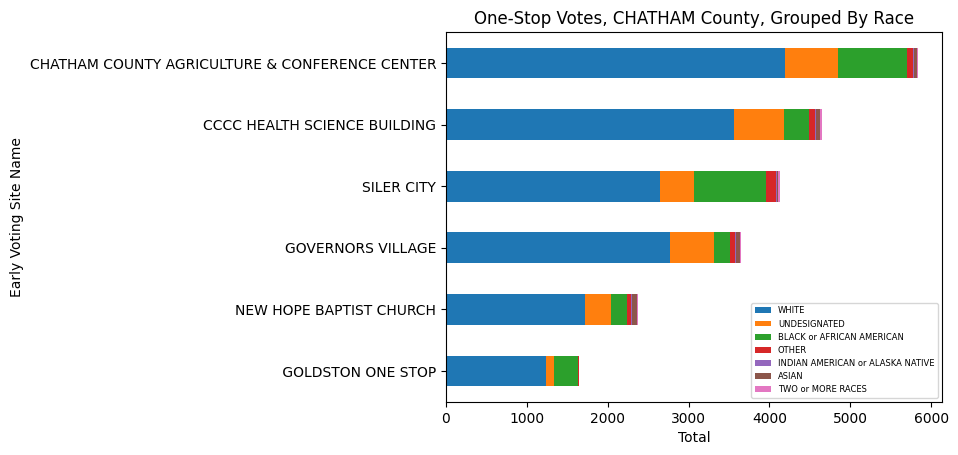 One-Stop Votes, CHATHAM County, Grouped By Race
Early Voting Site Name
CHATHAM COUNTY AGRICULTURE & CONFERENCE CENTER
CCCC HEALTH SCIENCE BUILDING
SILER CITY
GOVERNORS VILLAGE
NEW HOPE BAPTIST CHURCH
GOLDSTON ONE STOP
WHITE
UNDESIGNATED
BLACK or AFRICAN AMERICAN
OTHER
INDIAN AMERICAN or ALASKA NATIVE
ASIAN
TWO or MORE RACES
0 1000 2000 3000 4000 5000 6000
Total